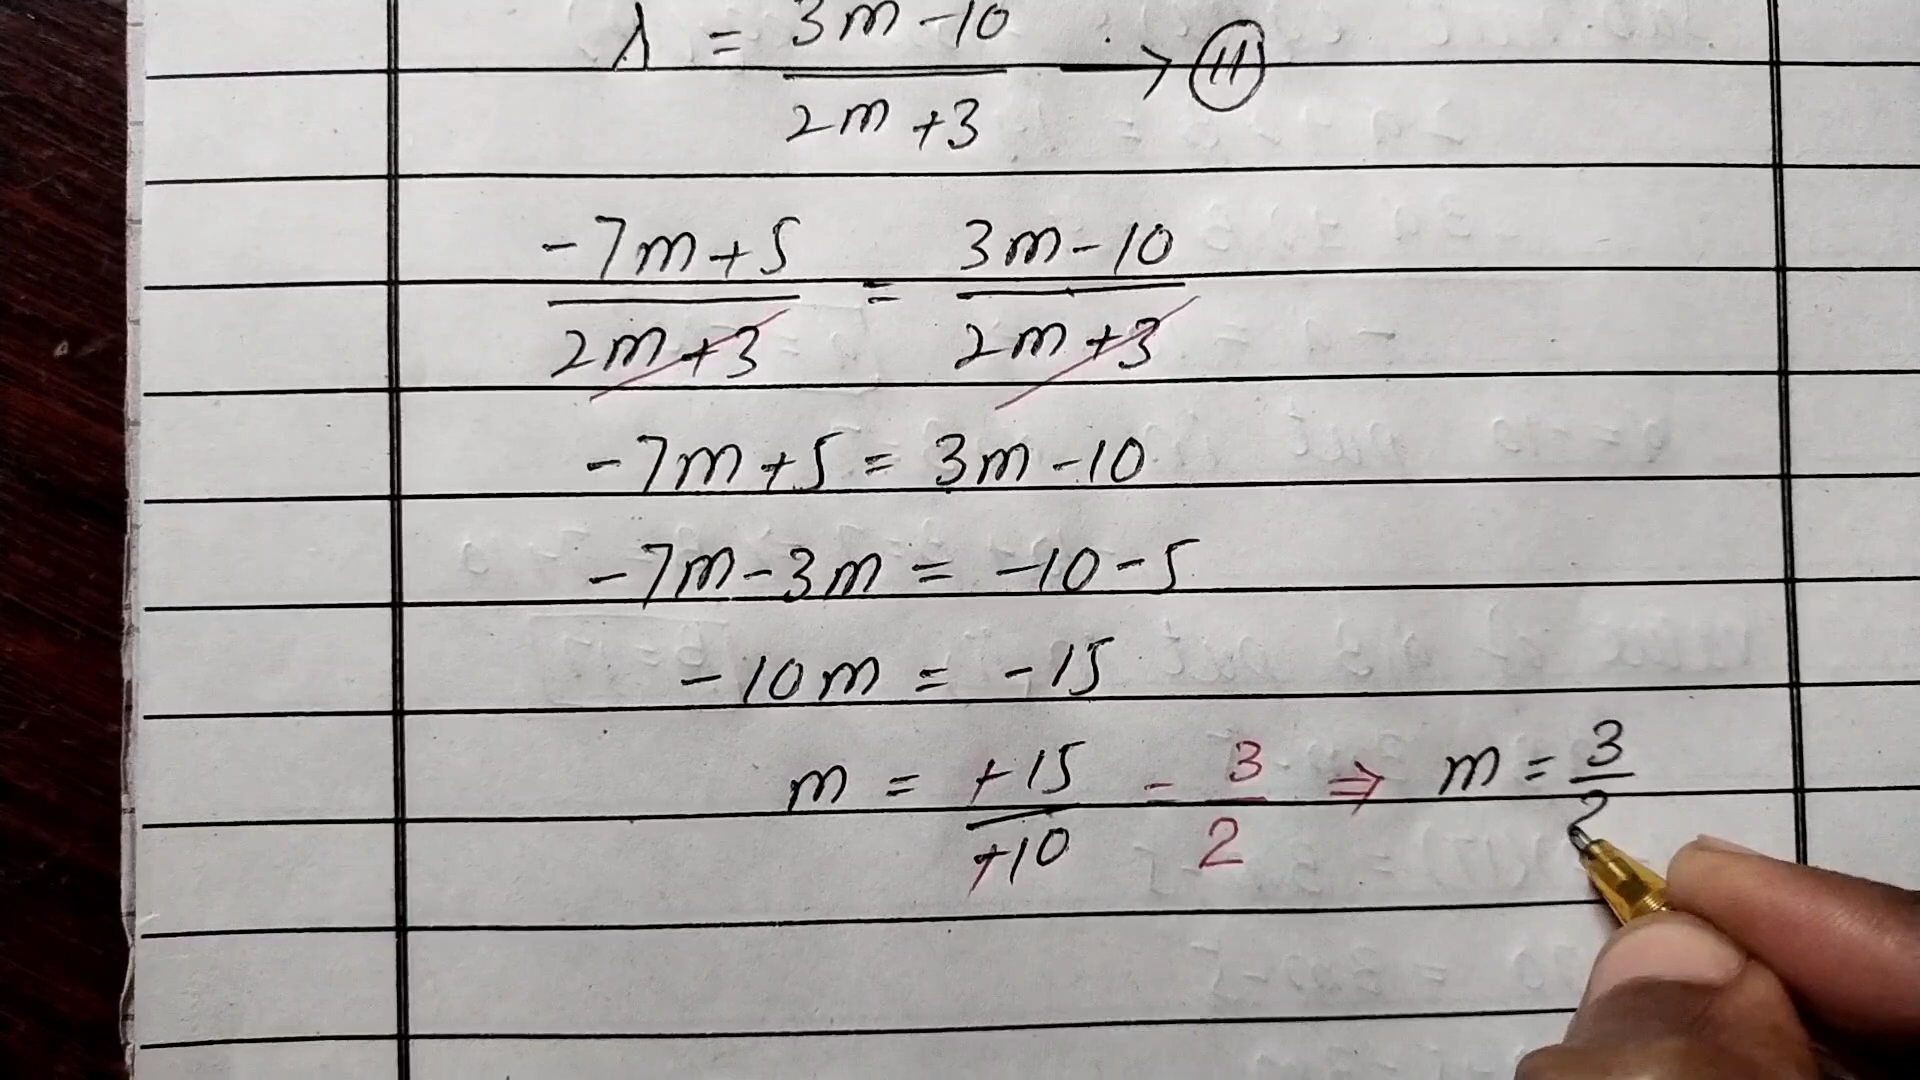 λ = 3m-10 / 2m+3 → (11)
-7m+5 / 2m+3 = 3m-10 / 2m+3
-7m+5 = 3m-10
-7m-3m = -10-5
-10m = -15
m = +15 / +10 = 3 / 2 ⇒ m = 3 / 2